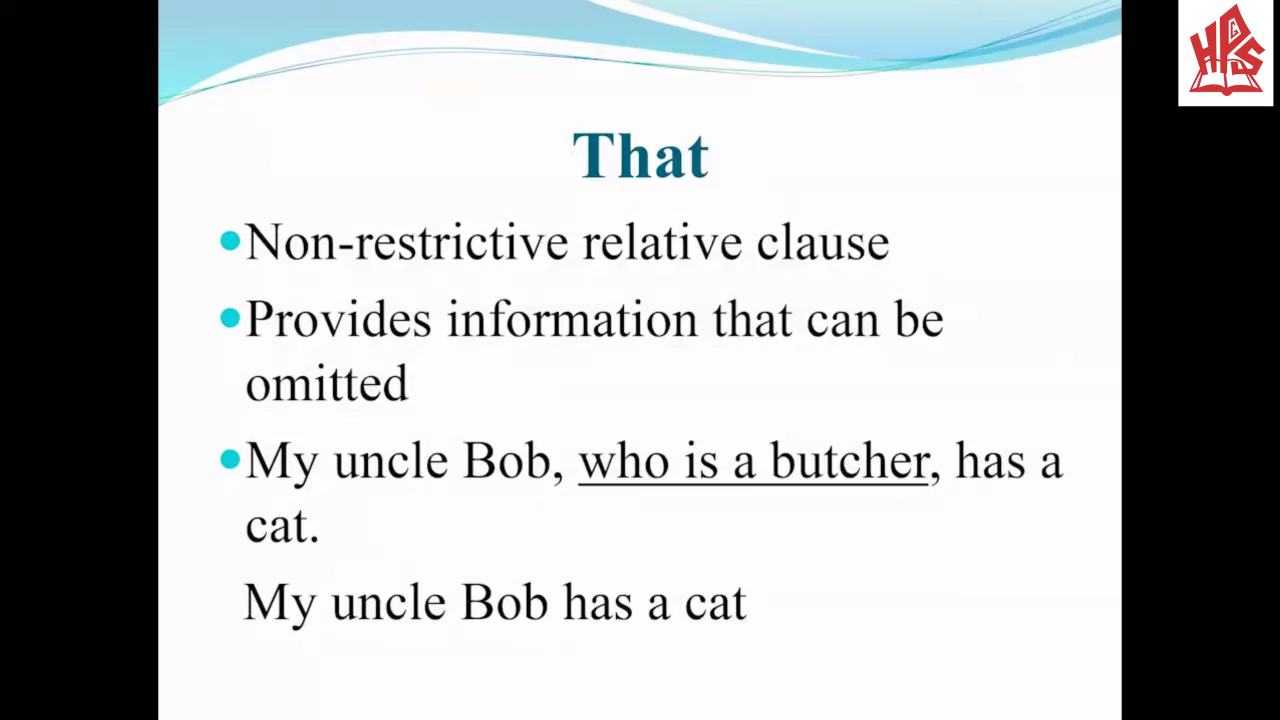 That
Non-restrictive relative clause
Provides information that can be
omitted
My uncle Bob, who is a butcher, has a
cat.
My uncle Bob has a cat